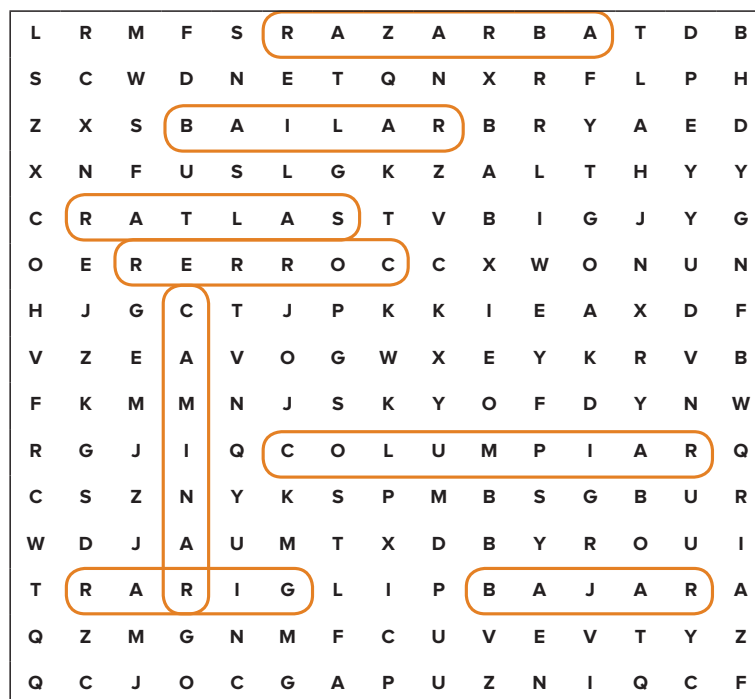 L R M F S R A Z A R B A T D B
S C W D N E T Q N X R F L P H
Z X S B A I L A R B R Y A E D
X N F U S L G K Z A L T H Y Y
C R A T L A S T V B I G J Y G
O E R E R R O C C X W O N U N
H J G C T J P K K I E A X D F
V Z E A V O G W X E Y K R V B
F K M M N J S K Y O F D Y N W
R G J I Q C O L U M P I A R Q
C S Z N Y K S P M B S G B U R
W D J A U M T X D B Y R O U I
T R A R I G L I P B A J A R A
Q Z M G N M F C U V E V T Y Z
Q C J O C G A P U Z N I Q C F